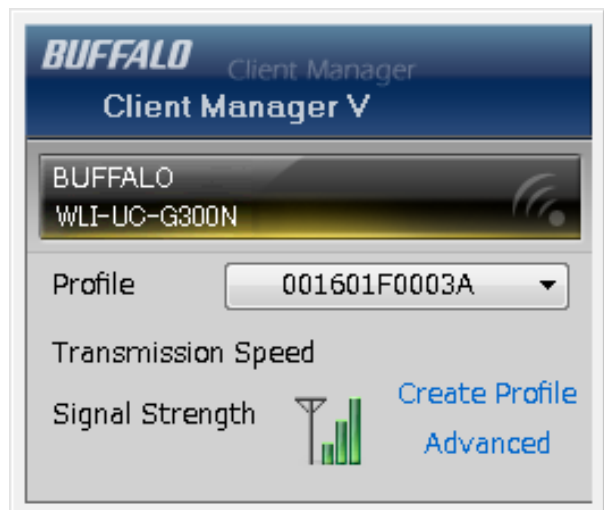 BUFFALO Client Manager
Client Manager V
BUFFALO
WLI-UC-G300N
Profile 001601F0003A
Transmission Speed
Signal Strength
Create Profile
Advanced